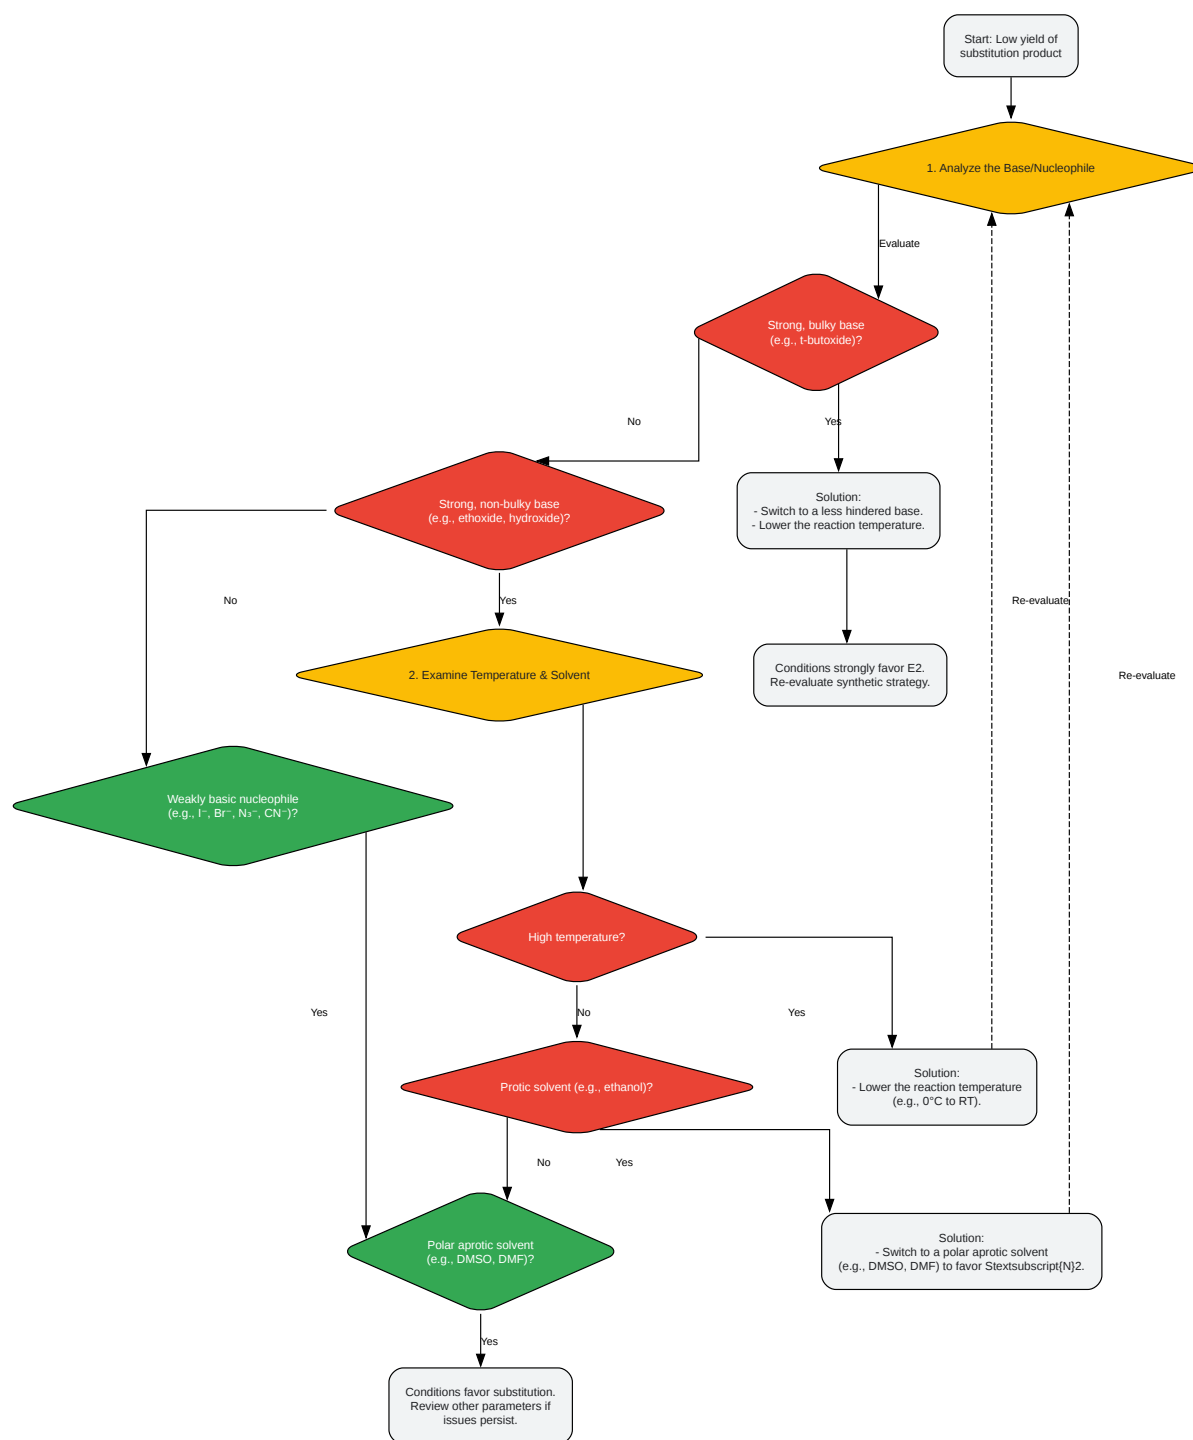 Start: Low yield of
substitution product
1. Analyze the Base/Nucleophile
Evaluate
Strong, bulky base
(e.g., t-butoxide)?
No
Yes
Strong, non-bulky base
(e.g., ethoxide, hydroxide)?
Solution:
- Switch to a less hindered base.
- Lower the reaction temperature.
No
Yes
Re-evaluate
2. Examine Temperature & Solvent
Conditions strongly favor E2.
Re-evaluate synthetic strategy.
Re-evaluate
Weakly basic nucleophile
(e.g., I⁻, Br⁻, N₃⁻, CN⁻)?
High temperature?
Yes
No
Yes
Protic solvent (e.g., ethanol)?
Solution:
- Lower the reaction temperature
(e.g., 0°C to RT).
No
Yes
Polar aprotic solvent
(e.g., DMSO, DMF)?
Solution:
- Switch to a polar aprotic solvent
(e.g., DMSO, DMF) to favor Stextsubscript{N}2.
Yes
Conditions favor substitution.
Review other parameters if
issues persist.